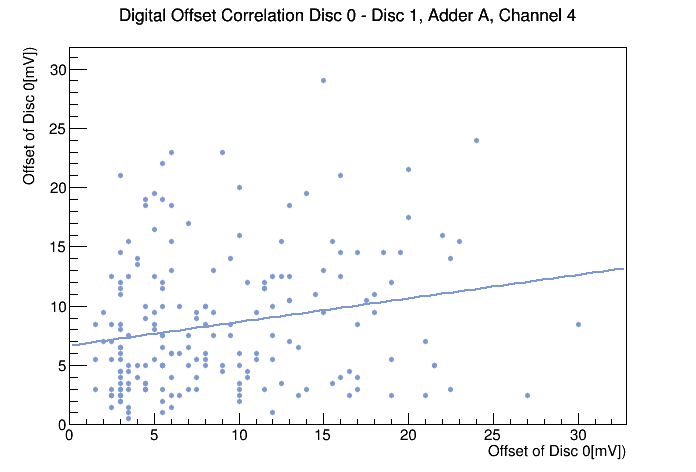 Digital Offset Correlation Disc 0 - Disc 1, Adder A, Channel 4
Offset of Disc 0[mV])
30
25
20
15
10
5
0
0 5 10 15 20 25 30
Offset of Disc 0[mV])